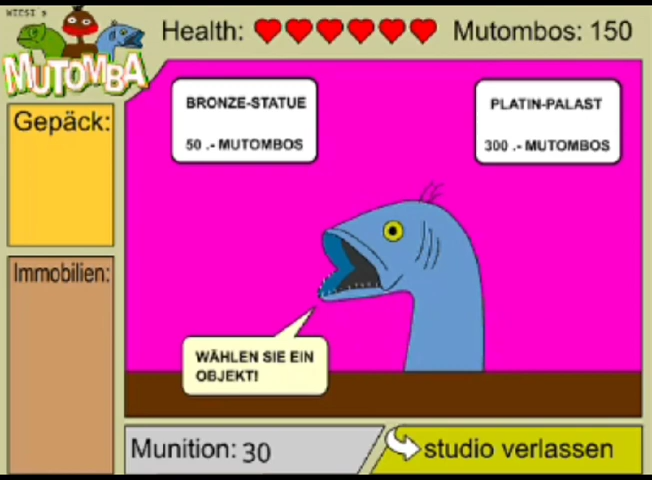 WIESI's
MUTOMBA
Health:
Mutombos: 150
Gepäck:
BRONZE-STATUE
50 .- MUTOMBOS
PLATIN-PALAST
300 .- MUTOMBOS
Immobilien:
WÄHLEN SIE EIN
OBJEKT!
Munition: 30
studio verlassen